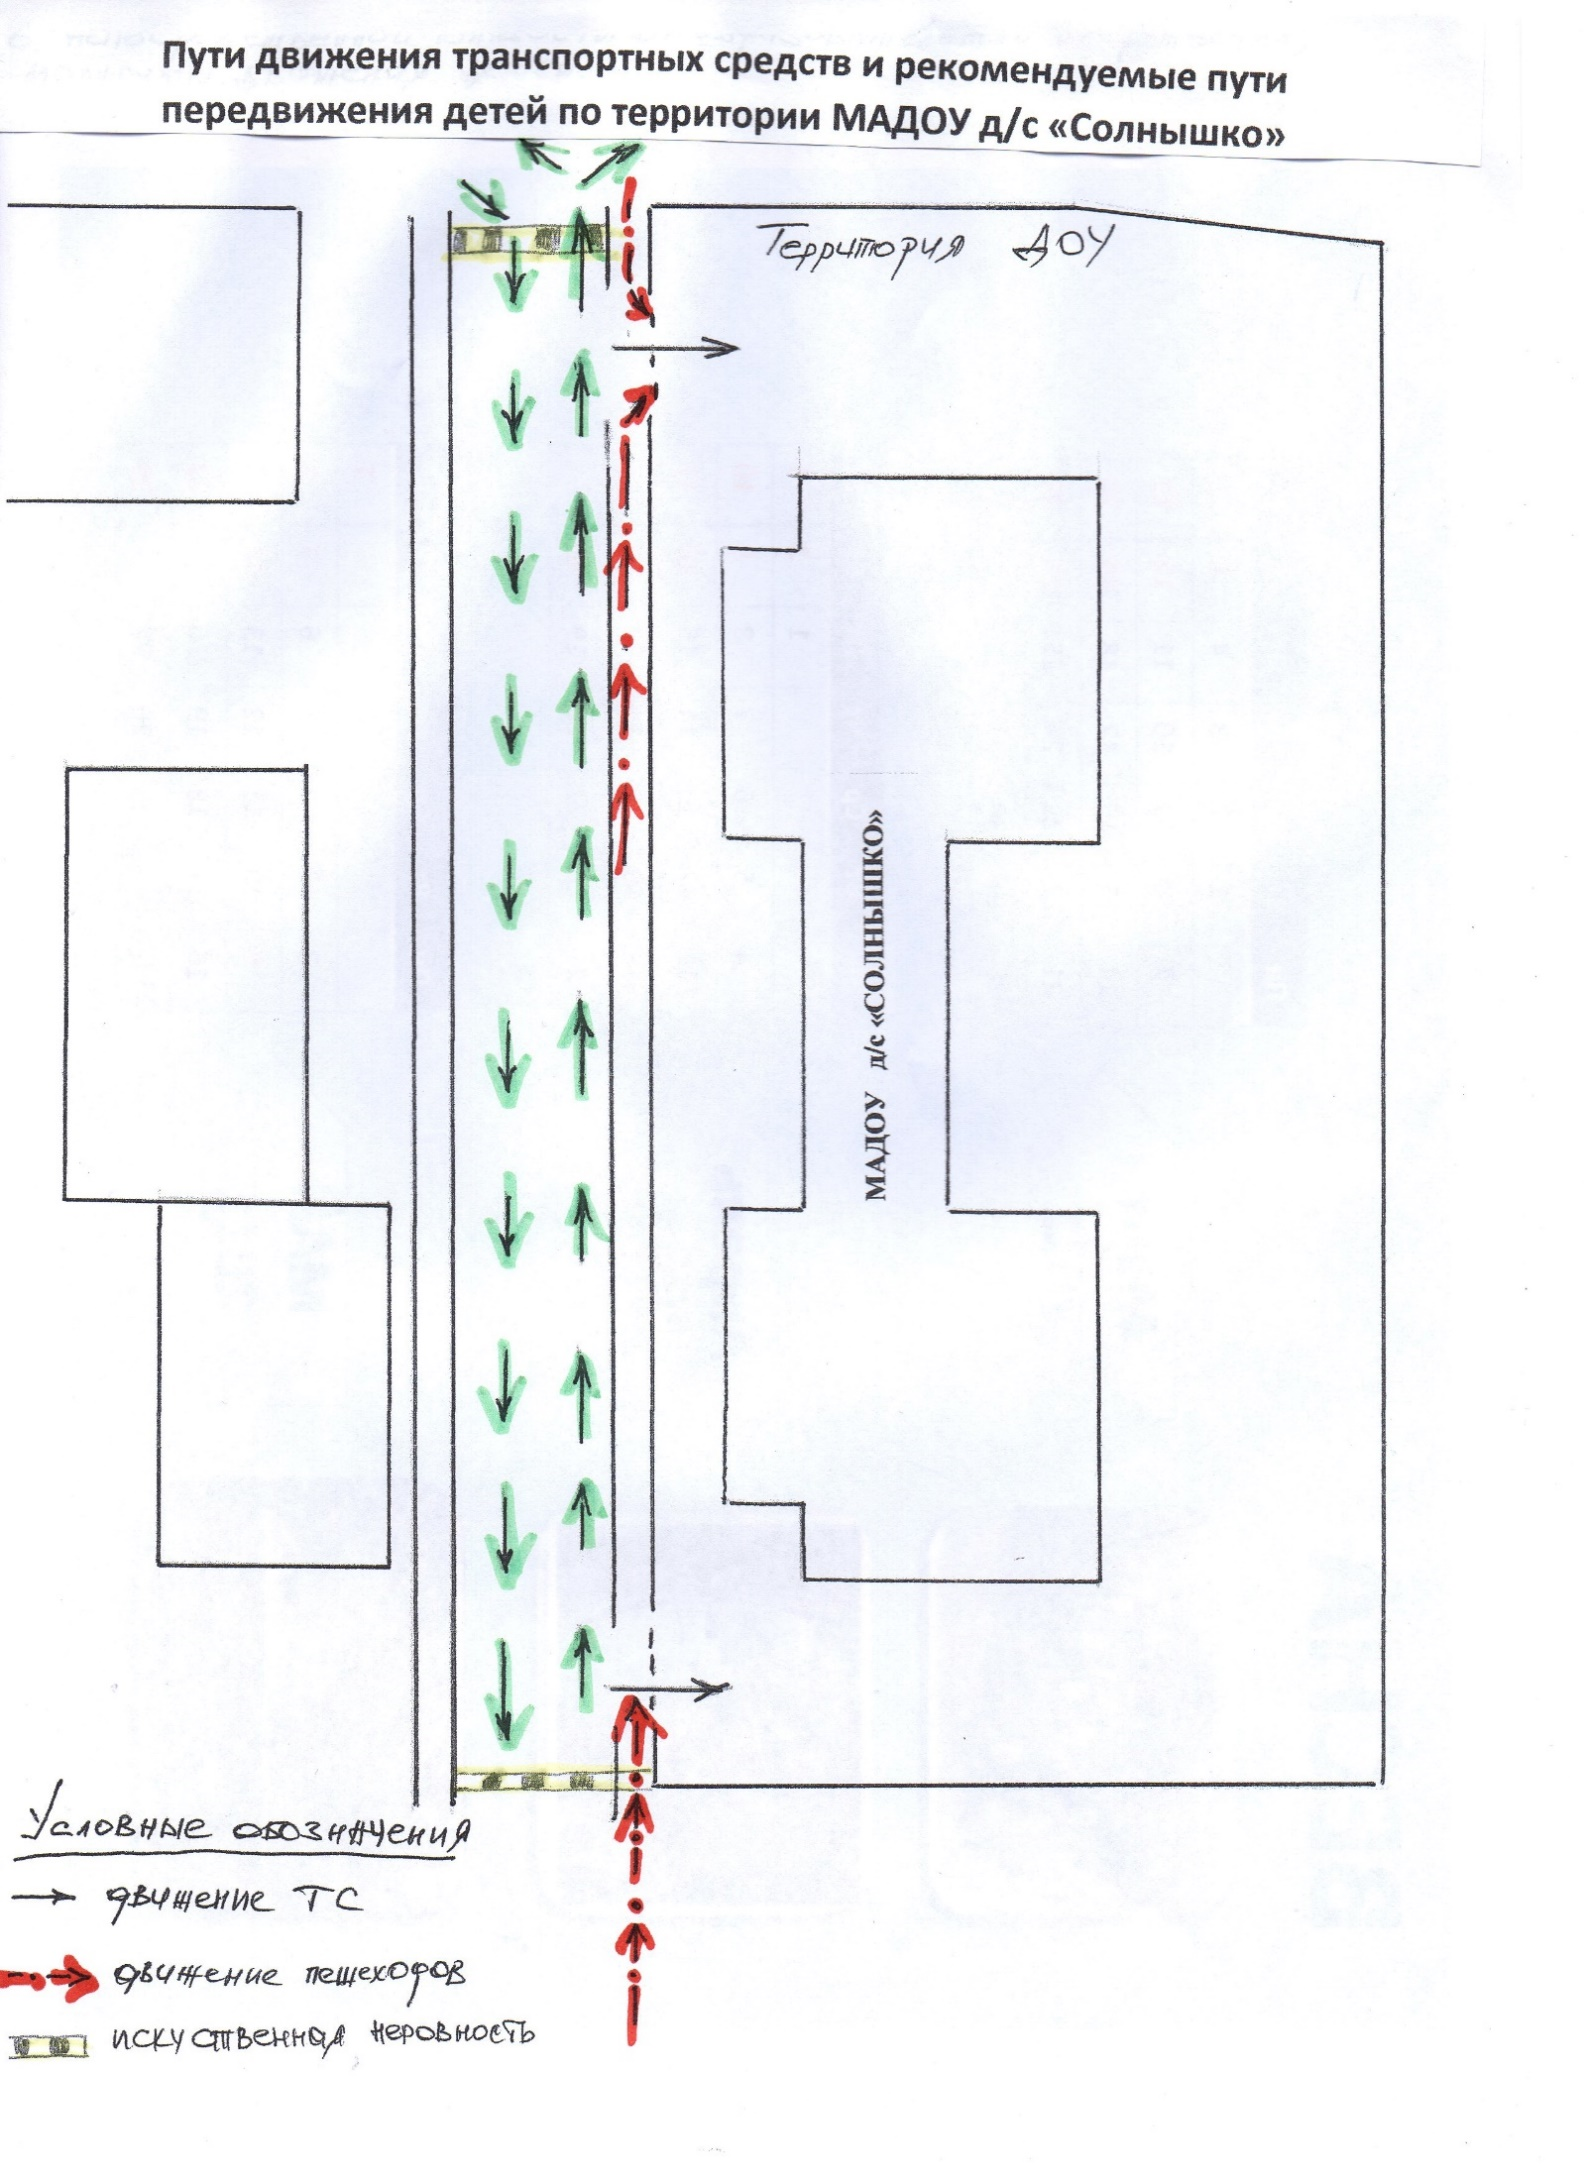 Пути движения транспортных средств и рекомендуемые пути
передвижения детей по территории МАДОУ д/с «Солнышко»
Территория ДОУ
МАДОУ д/с «СОЛНЫШКО»
Условные обозначения
движение ТС
движение пешеходов
искуственная неровность